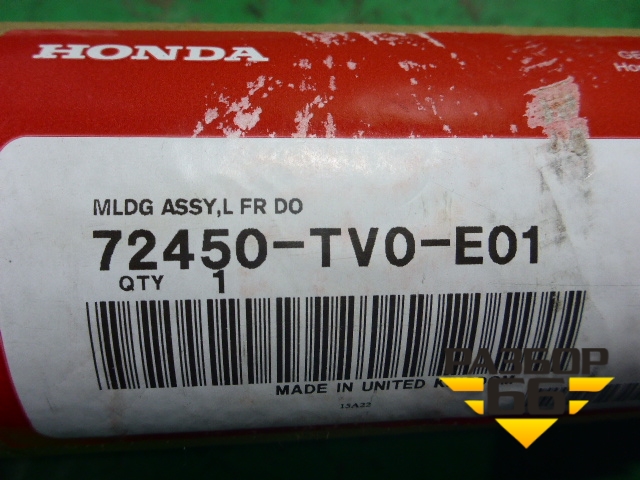 HONDA
MLDG ASSY,L FR DO
72450-TV0-E01
QTY 1
MADE IN UNITED K
13A23
РАЗБОР
66